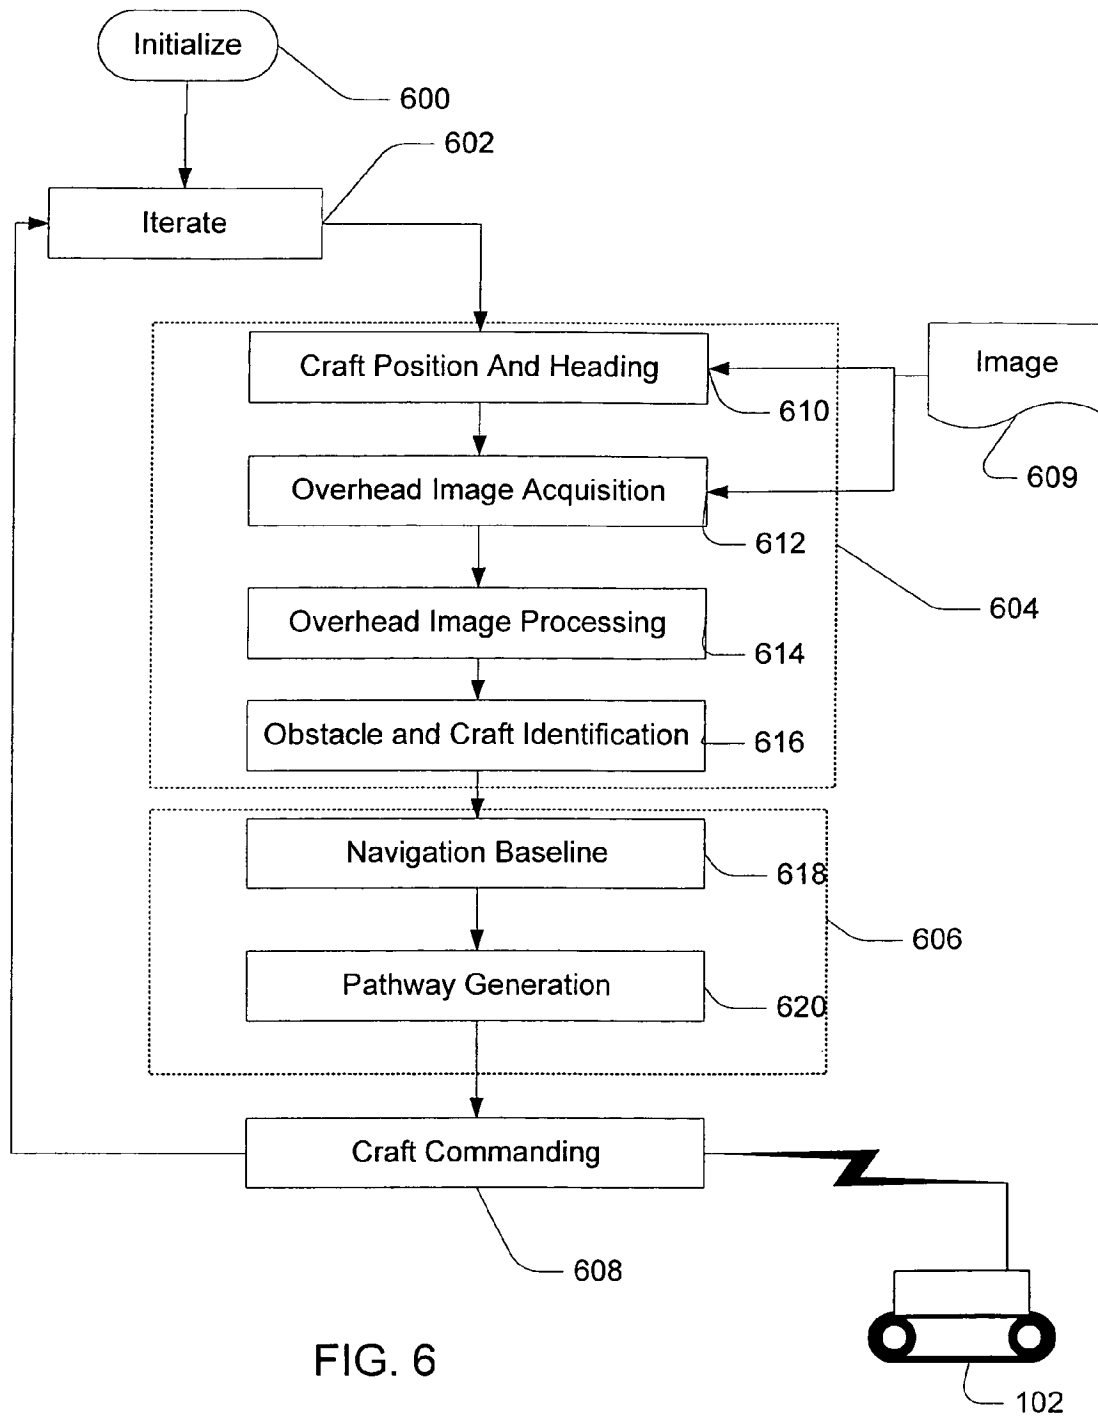 Initialize
600
602
Iterate
Craft Position And Heading
Image
610
609
Overhead Image Acquisition
612
604
Overhead Image Processing
614
Obstacle and Craft Identification
616
Navigation Baseline
618
606
Pathway Generation
620
Craft Commanding
608
FIG. 6
102